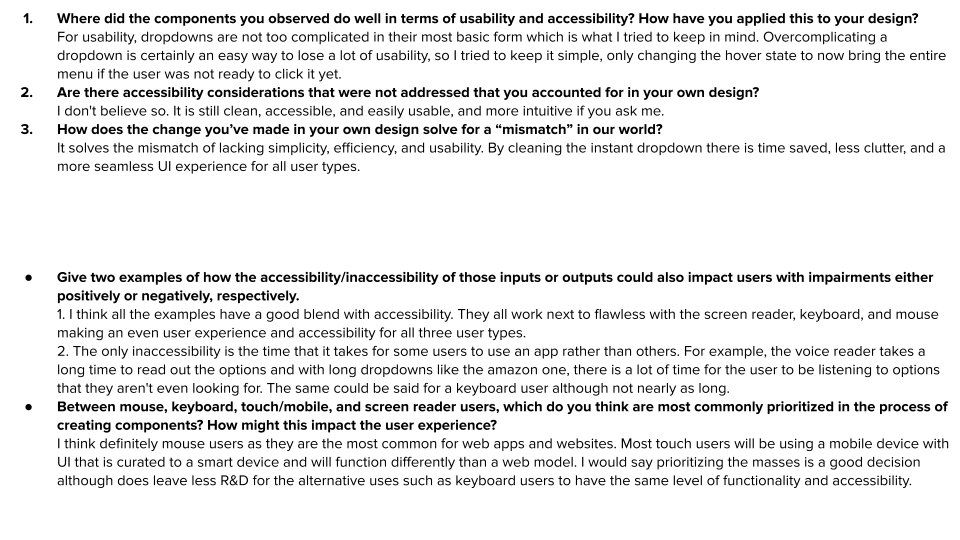 1. Where did the components you observed do well in terms of usability and accessibility? How have you applied this to your design?
For usability, dropdowns are not too complicated in their most basic form which is what I tried to keep in mind. Overcomplicating a
dropdown is certainly an easy way to lose a lot of usability, so I tried to keep it simple, only changing the hover state to now bring the entire
menu if the user was not ready to click it yet.
2. Are there accessibility considerations that were not addressed that you accounted for in your own design?
I don't believe so. It is still clean, accessible, and easily usable, and more intuitive if you ask me.
3. How does the change you’ve made in your own design solve for a “mismatch” in our world?
It solves the mismatch of lacking simplicity, efficiency, and usability. By cleaning the instant dropdown there is time saved, less clutter, and a
more seamless UI experience for all user types.
● Give two examples of how the accessibility/inaccessibility of those inputs or outputs could also impact users with impairments either
positively or negatively, respectively.
1. I think all the examples have a good blend with accessibility. They all work next to flawless with the screen reader, keyboard, and mouse
making an even user experience and accessibility for all three user types.
2. The only inaccessibility is the time that it takes for some users to use an app rather than others. For example, the voice reader takes a
long time to read out the options and with long dropdowns like the amazon one, there is a lot of time for the user to be listening to options
that they aren't even looking for. The same could be said for a keyboard user although not nearly as long.
● Between mouse, keyboard, touch/mobile, and screen reader users, which do you think are most commonly prioritized in the process of
creating components? How might this impact the user experience?
I think definitely mouse users as they are the most common for web apps and websites. Most touch users will be using a mobile device with
UI that is curated to a smart device and will function differently than a web model. I would say prioritizing the masses is a good decision
although does leave less R&D for the alternative uses such as keyboard users to have the same level of functionality and accessibility.